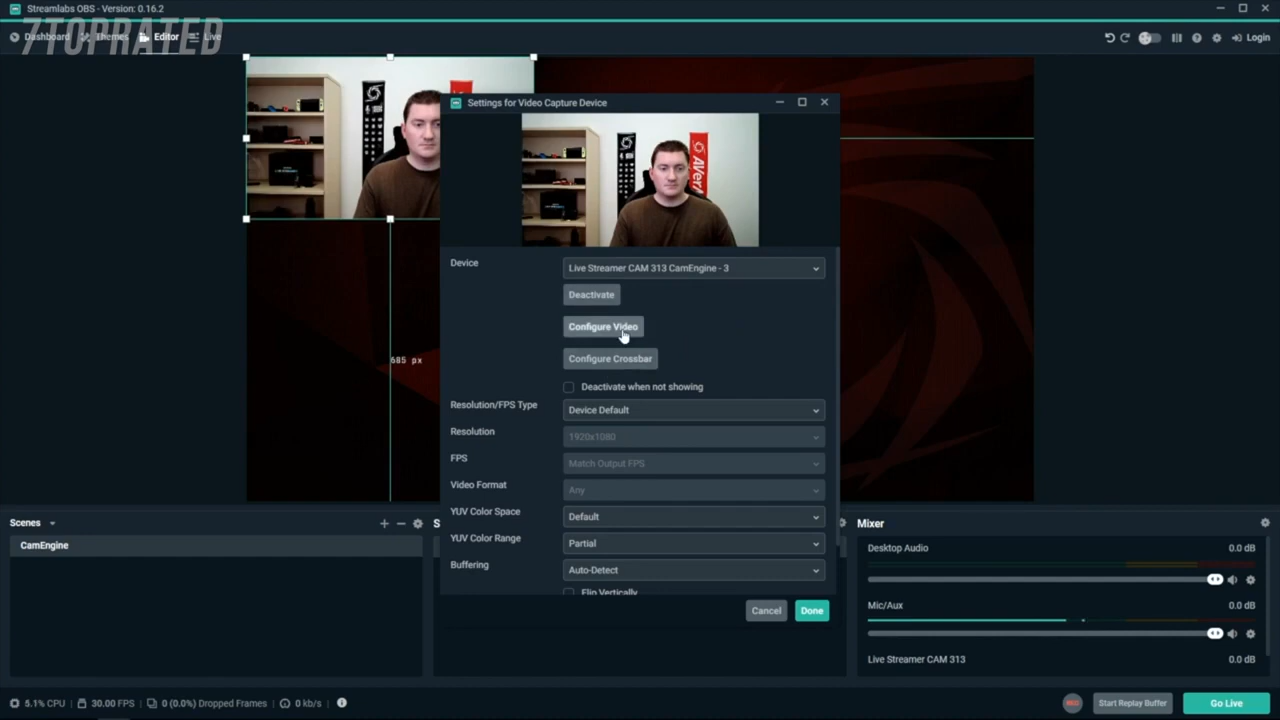 Streamlabs OBS - Version: 0.16.2
7TOPRATED
Dashboard Themes Editor Live
Login
Settings for Video Capture Device
Device
Live Streamer CAM 313 CamEngine - 3
Deactivate
Configure Video
Configure Crossbar
685 px
Deactivate when not showing
Resolution/FPS Type
Device Default
Resolution
1920x1080
FPS
Match Output FPS
Video Format
Any
YUV Color Space
Default
YUV Color Range
Partial
Buffering
Auto-Detect
Flip Vertically
Cancel
Done
Scenes
S
CamEngine
Mixer
Desktop Audio
0.0 dB
Mic/Aux
0.0 dB
Live Streamer CAM 313
0.0 dB
5.1% CPU
30.00 FPS
0 (0.0%) Dropped Frames
0 kb/s
REC
Start Replay Buffer
Go Live